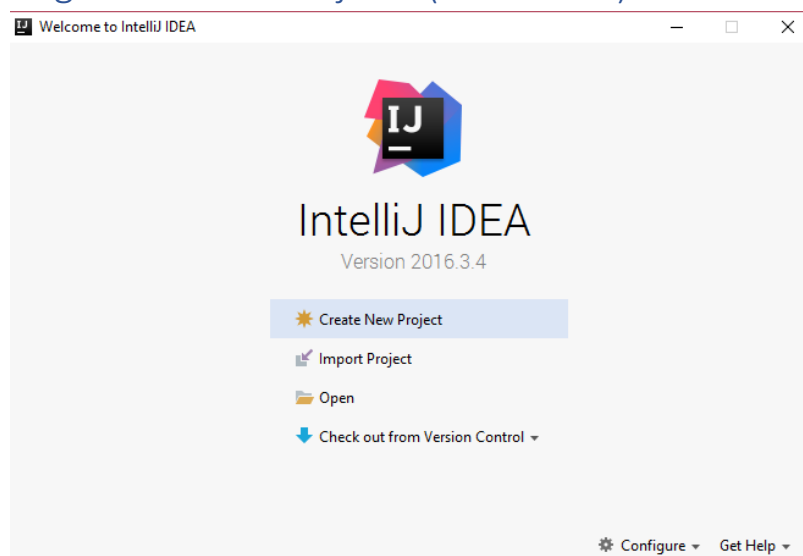 Welcome to IntelliJ IDEA
IJ
IntelliJ IDEA
Version 2016.3.4
Create New Project
Import Project
Open
Check out from Version Control
Configure
Get Help